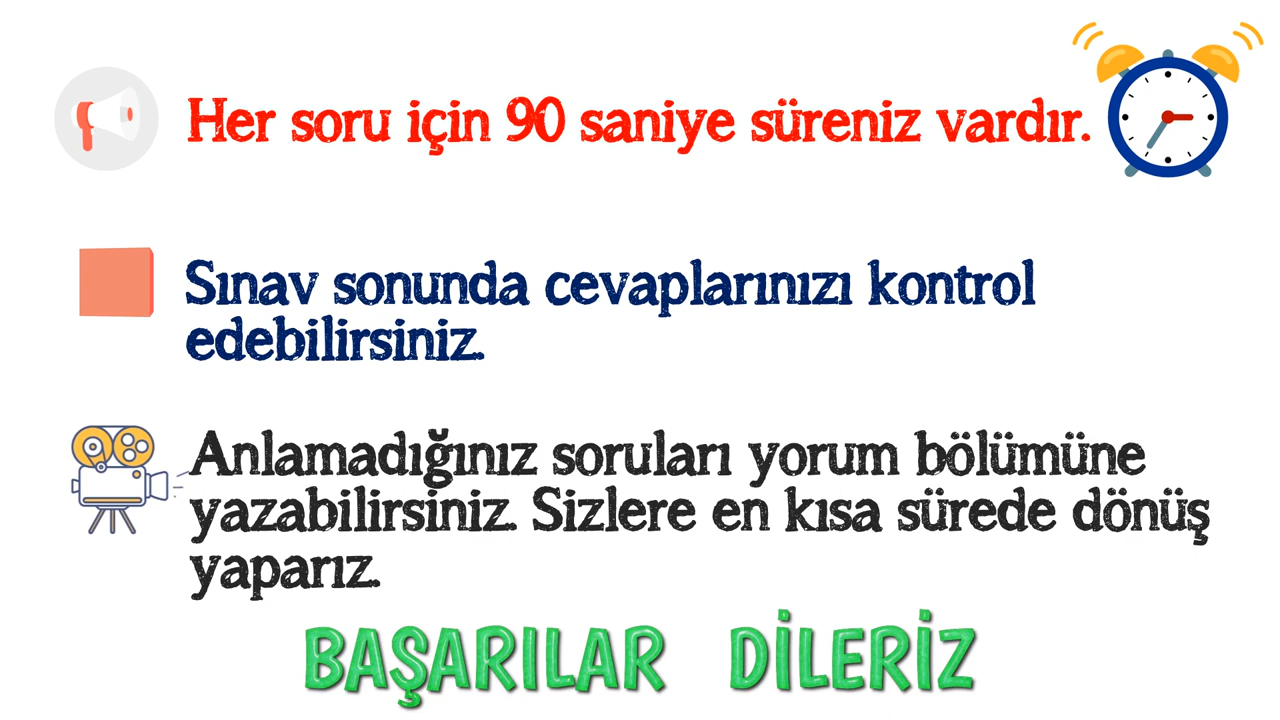 Her soru için 90 saniye süreniz vardır.
Sınav sonunda cevaplarınızı kontrol
edebilirsiniz.
Anlamadığınız soruları yorum bölümüne
yazabilirsiniz. Sizlere en kısa sürede dönüş
yaparız.
BAŞARILAR DİLERİZ